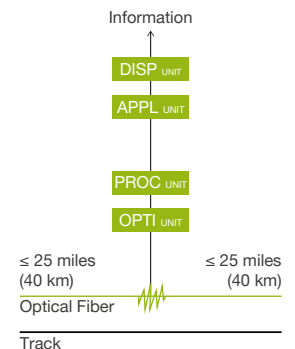 Information
DISP UNIT
APPL UNIT
PROC UNIT
OPTI UNIT
≤ 25 miles
(40 km)
≤ 25 miles
(40 km)
Optical Fiber
Track